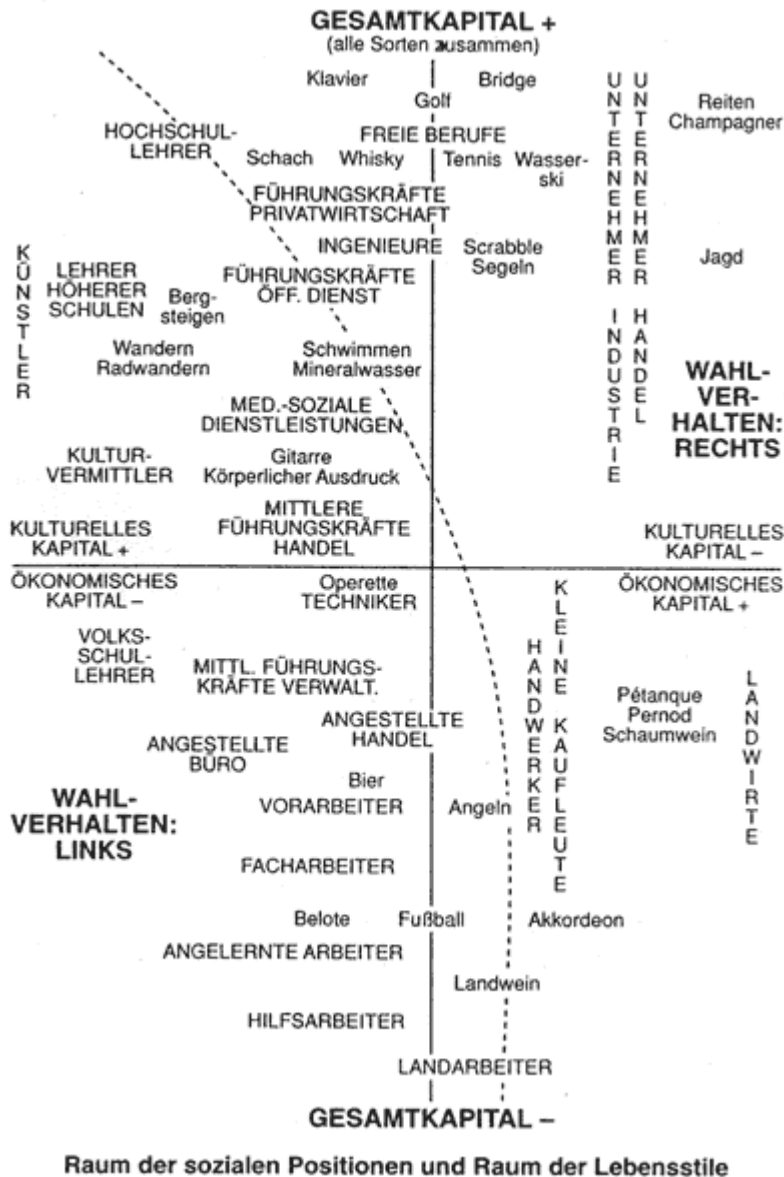 GESAMTKAPITAL +
(alle Sorten zusammen)
Klavier
Bridge
Golf
Reiten
Champagner
HOCHSCHUL-
LEHRER
FREIE BERUFE
Schach
Whisky
Tennis
Wasser-
ski
UNTERNEHMER INDUSTRIE
UNTERNEHMER HANDEL
FÜHRUNGSKRÄFTE
PRIVATWIRTSCHAFT
INGENIEURE
Scrabble
Segeln
Jagd
KÜNSTLER
LEHRER
HÖHERER
SCHULEN
Berg-
steigen
FÜHRUNGSKRÄFTE
ÖFF. DIENST
Wandern
Radwandern
Schwimmen
Mineralwasser
WAHL-
VER-
HALTEN:
RECHTS
MED.-SOZIALE
DIENSTLEISTUNGEN
KULTUR-
VERMITTLER
Gitarre
Körperlicher Ausdruck
MITTLERE
FÜHRUNGSKRÄFTE
HANDEL
KULTURELLES
KAPITAL +
KULTURELLES
KAPITAL –
ÖKONOMISCHES
KAPITAL –
Operette
TECHNIKER
ÖKONOMISCHES
KAPITAL +
VOLKS-
SCHUL-
LEHRER
MITTL. FÜHRUNGS-
KRÄFTE VERWALT.
HANDWERKER
KLEINE KAUFLEUTE
Pétanque
Pernod
Schaumwein
LANDWIRTE
ANGESTELLTE
HANDEL
ANGESTELLTE
BÜRO
Bier
WAHL-
VERHALTEN:
LINKS
VORARBEITER
Angeln
FACHARBEITER
Belote
Fußball
Akkordeon
ANGELERNTE ARBEITER
Landwein
HILFSARBEITER
LANDARBEITER
GESAMTKAPITAL –
Raum der sozialen Positionen und Raum der Lebensstile